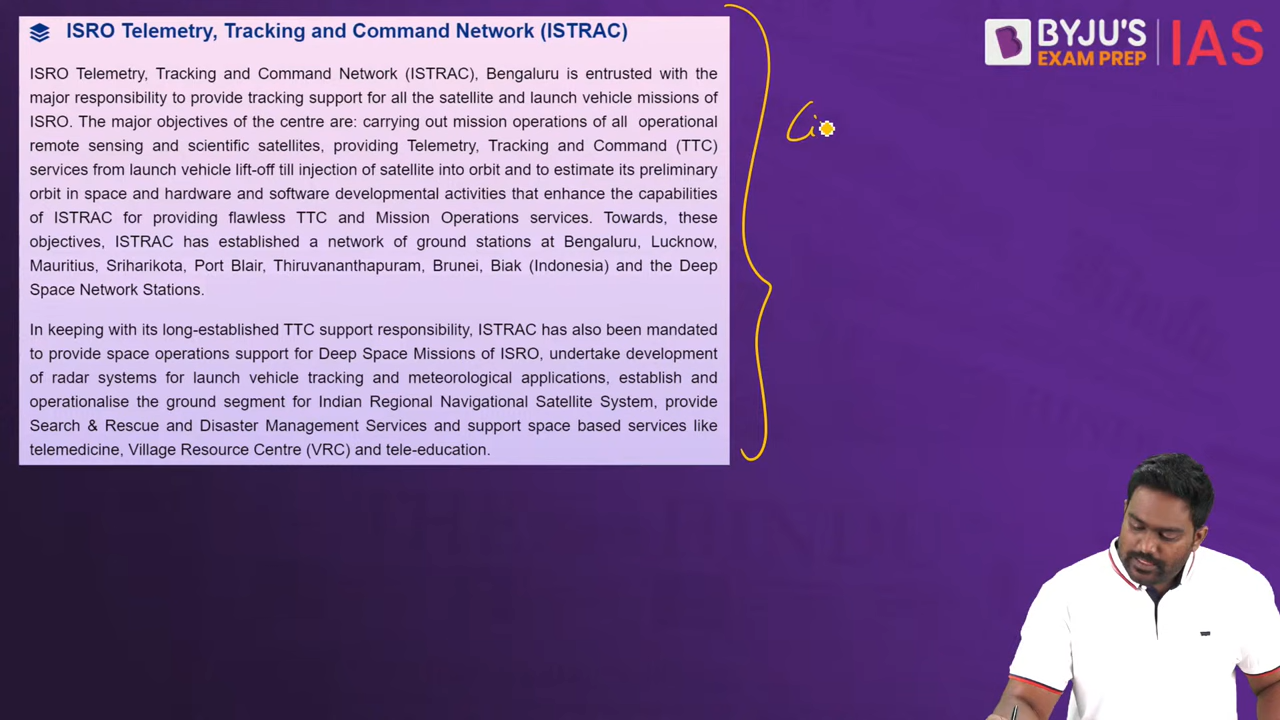 ISRO Telemetry, Tracking and Command Network (ISTRAC)
BYJU'S
EXAM PREP
IAS
ISRO Telemetry, Tracking and Command Network (ISTRAC), Bengaluru is entrusted with the
major responsibility to provide tracking support for all the satellite and launch vehicle missions of
ISRO. The major objectives of the centre are: carrying out mission operations of all operational
remote sensing and scientific satellites, providing Telemetry, Tracking and Command (TTC)
services from launch vehicle lift-off till injection of satellite into orbit and to estimate its preliminary
orbit in space and hardware and software developmental activities that enhance the capabilities
of ISTRAC for providing flawless TTC and Mission Operations services. Towards, these
objectives, ISTRAC has established a network of ground stations at Bengaluru, Lucknow,
Mauritius, Sriharikota, Port Blair, Thiruvananthapuram, Brunei, Biak (Indonesia) and the Deep
Space Network Stations.
In keeping with its long-established TTC support responsibility, ISTRAC has also been mandated
to provide space operations support for Deep Space Missions of ISRO, undertake development
of radar systems for launch vehicle tracking and meteorological applications, establish and
operationalise the ground segment for Indian Regional Navigational Satellite System, provide
Search & Rescue and Disaster Management Services and support space based services like
telemedicine, Village Resource Centre (VRC) and tele-education.